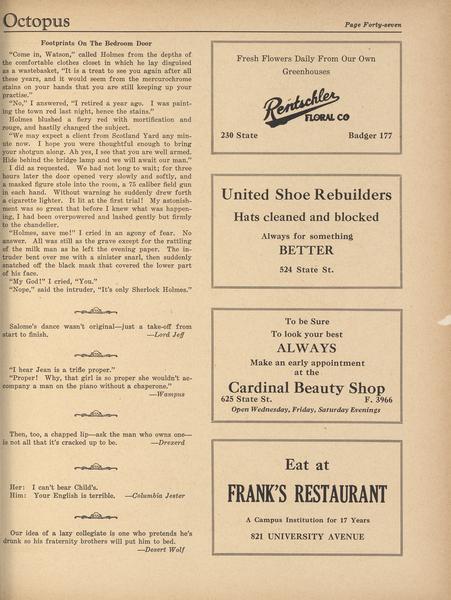 Octopus
Page Forty-seven
Footprints On The Bedroom Door
"Come in, Watson," called Holmes from the depths of
the comfortable clothes closet in which he lay disguised
as a wastebasket, "It is a treat to see you again after all
these years, and it would seem from the mercurochrome
stains on your hands that you are still keeping up your
practise."
"No," I answered, "I retired a year ago. I was paint-
ing the town red last night, hence the stains."
Holmes blushed a fiery red with mortification and
rouge, and hastily changed the subject.
"We may expect a client from Scotland Yard any min-
ute now. I hope you were thoughtful enough to bring
your shotgun along. Ah yes, I see that you are well armed.
Hide behind the bridge lamp and we will await our man."
I did as requested. We had not long to wait; for three
hours later the door opened very slowly and softly, and
a masked figure stole into the room, a 75 caliber field gun
in each hand. Without warning he suddenly drew forth
a cigarette lighter. It lit at the first trial! My astonish-
ment was so great that before I knew what was happen-
ing, I had been overpowered and lashed gently but firmly
to the chandelier.
"Holmes, save me!" I cried in an agony of fear. No
answer. All was still as the grave except for the rattling
of the milk man as he left the evening paper. The in-
truder bent over me with a sinister snarl, then suddenly
snatched off the black mask that covered the lower part
of his face.
"My God!" I cried, "You."
"Nope," said the intruder, "It's only Sherlock Holmes."
Salome's dance wasn't original—just a take-off from
start to finish. —Lord Jeff
"I hear Jean is a trifle proper."
"Proper! Why, that girl is so proper she wouldn't ac-
company a man on the piano without a chaperone."
—Wampus
Then, too, a chapped lip—ask the man who owns one—
is not all that it's cracked up to be. —Drexerd
Her: I can't bear Child's.
Him: Your English is terrible. —Columbia Jester
Our idea of a lazy collegiate is one who pretends he's
drunk so his fraternity brothers will put him to bed.
—Desert Wolf
Fresh Flowers Daily From Our Own
Greenhouses
Rentschler
FLORAL CO
230 State Badger 177
United Shoe Rebuilders
Hats cleaned and blocked
Always for something
BETTER
524 State St.
To be Sure
To look your best
ALWAYS
Make an early appointment
at the
Cardinal Beauty Shop
625 State St. F. 3966
Open Wednesday, Friday, Saturday Evenings
Eat at
FRANK'S RESTAURANT
A Campus Institution for 17 Years
821 UNIVERSITY AVENUE